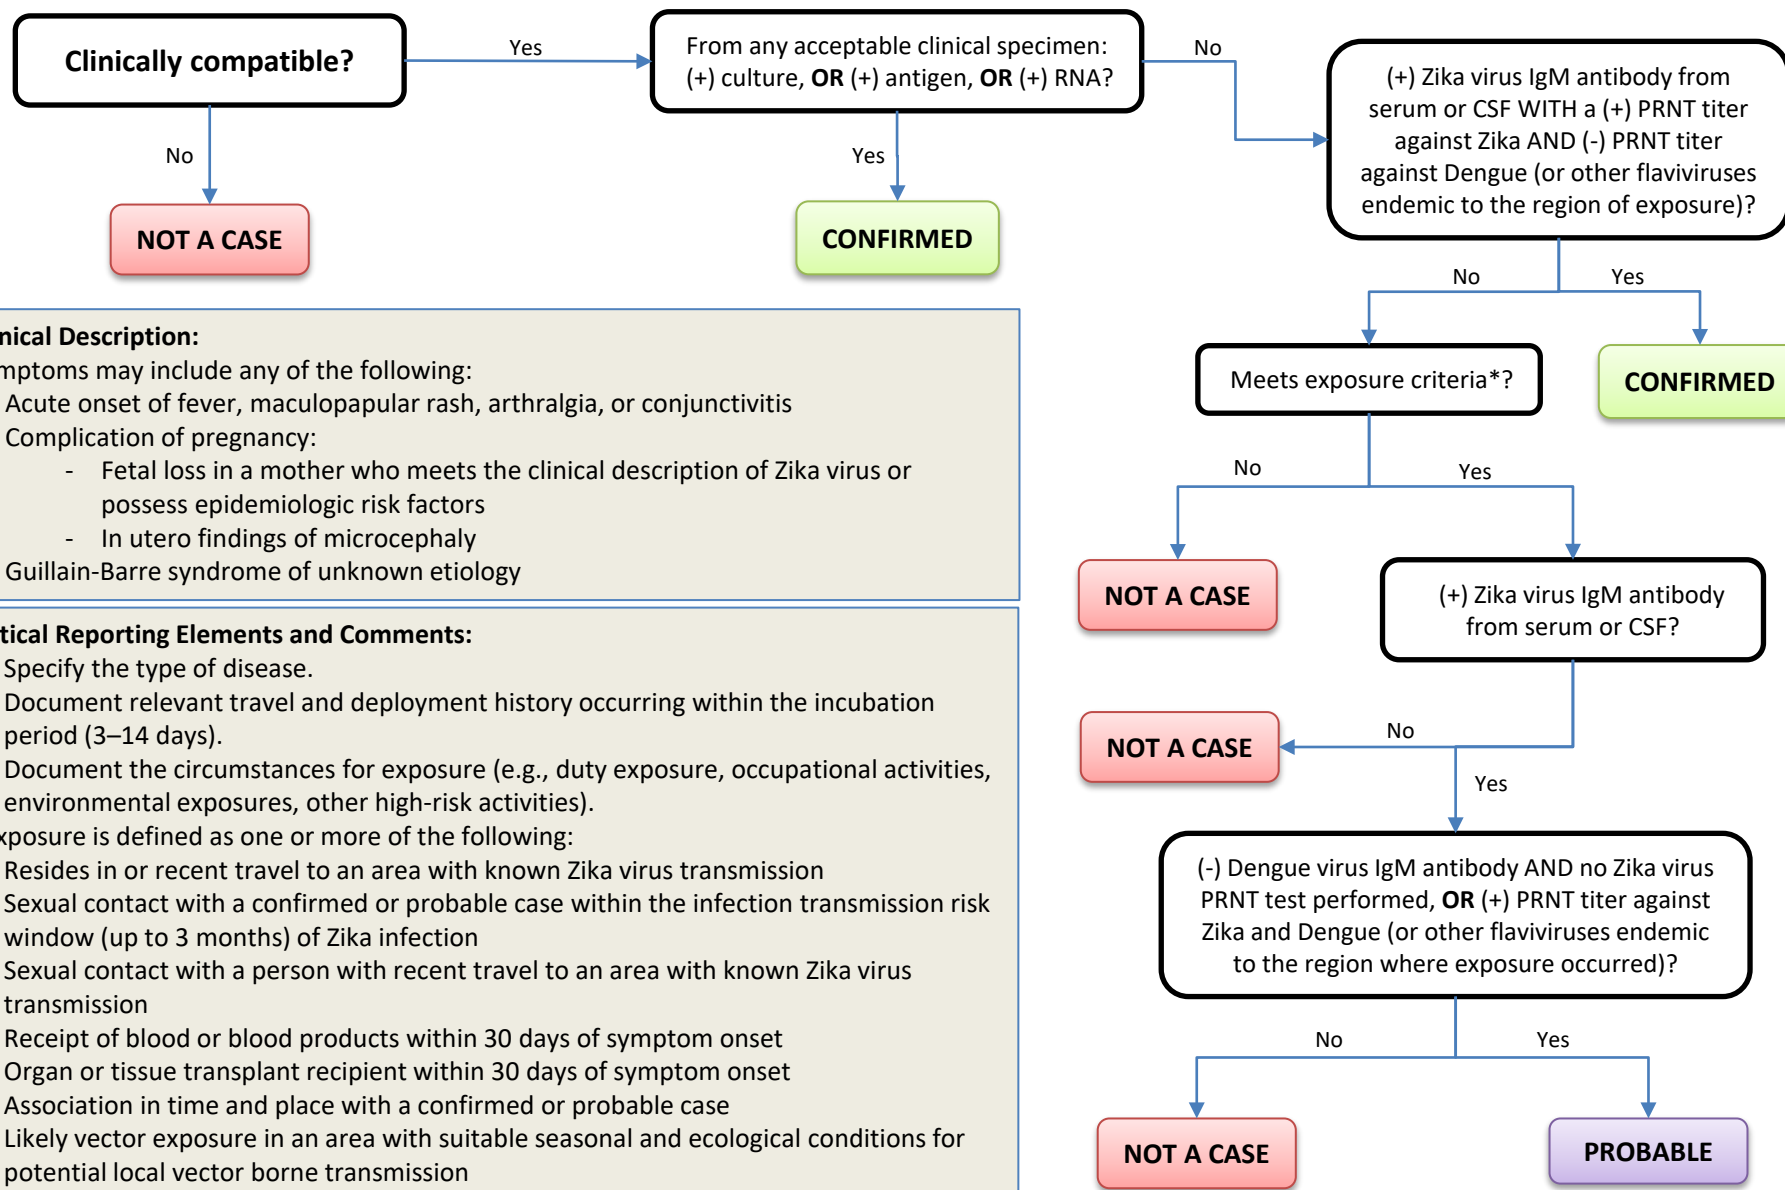 Clinically compatible?
Yes
From any acceptable clinical specimen:
(+) culture, OR (+) antigen, OR (+) RNA?
No
(+) Zika virus IgM antibody from
serum or CSF WITH a (+) PRNT titer
against Zika AND (-) PRNT titer
against Dengue (or other flaviviruses
endemic to the region of exposure)?
No
Yes
NOT A CASE
CONFIRMED
No
Yes
Meets exposure criteria*?
CONFIRMED
No
Yes
NOT A CASE
(+) Zika virus IgM antibody
from serum or CSF?
NOT A CASE
No
Yes
(-) Dengue virus IgM antibody AND no Zika virus
PRNT test performed, OR (+) PRNT titer against
Zika and Dengue (or other flaviviruses endemic
to the region where exposure occurred)?
No
Yes
NOT A CASE
PROBABLE
nical Description:
mptoms may include any of the following:
Acute onset of fever, maculopapular rash, arthralgia, or conjunctivitis
Complication of pregnancy:
- Fetal loss in a mother who meets the clinical description of Zika virus or
possess epidemiologic risk factors
- In utero findings of microcephaly
Guillain-Barre syndrome of unknown etiology
tical Reporting Elements and Comments:
Specify the type of disease.
Document relevant travel and deployment history occurring within the incubation
period (3–14 days).
Document the circumstances for exposure (e.g., duty exposure, occupational activities,
environmental exposures, other high-risk activities).
xposure is defined as one or more of the following:
Resides in or recent travel to an area with known Zika virus transmission
Sexual contact with a confirmed or probable case within the infection transmission risk
window (up to 3 months) of Zika infection
Sexual contact with a person with recent travel to an area with known Zika virus
transmission
Receipt of blood or blood products within 30 days of symptom onset
Organ or tissue transplant recipient within 30 days of symptom onset
Association in time and place with a confirmed or probable case
Likely vector exposure in an area with suitable seasonal and ecological conditions for
potential local vector borne transmission